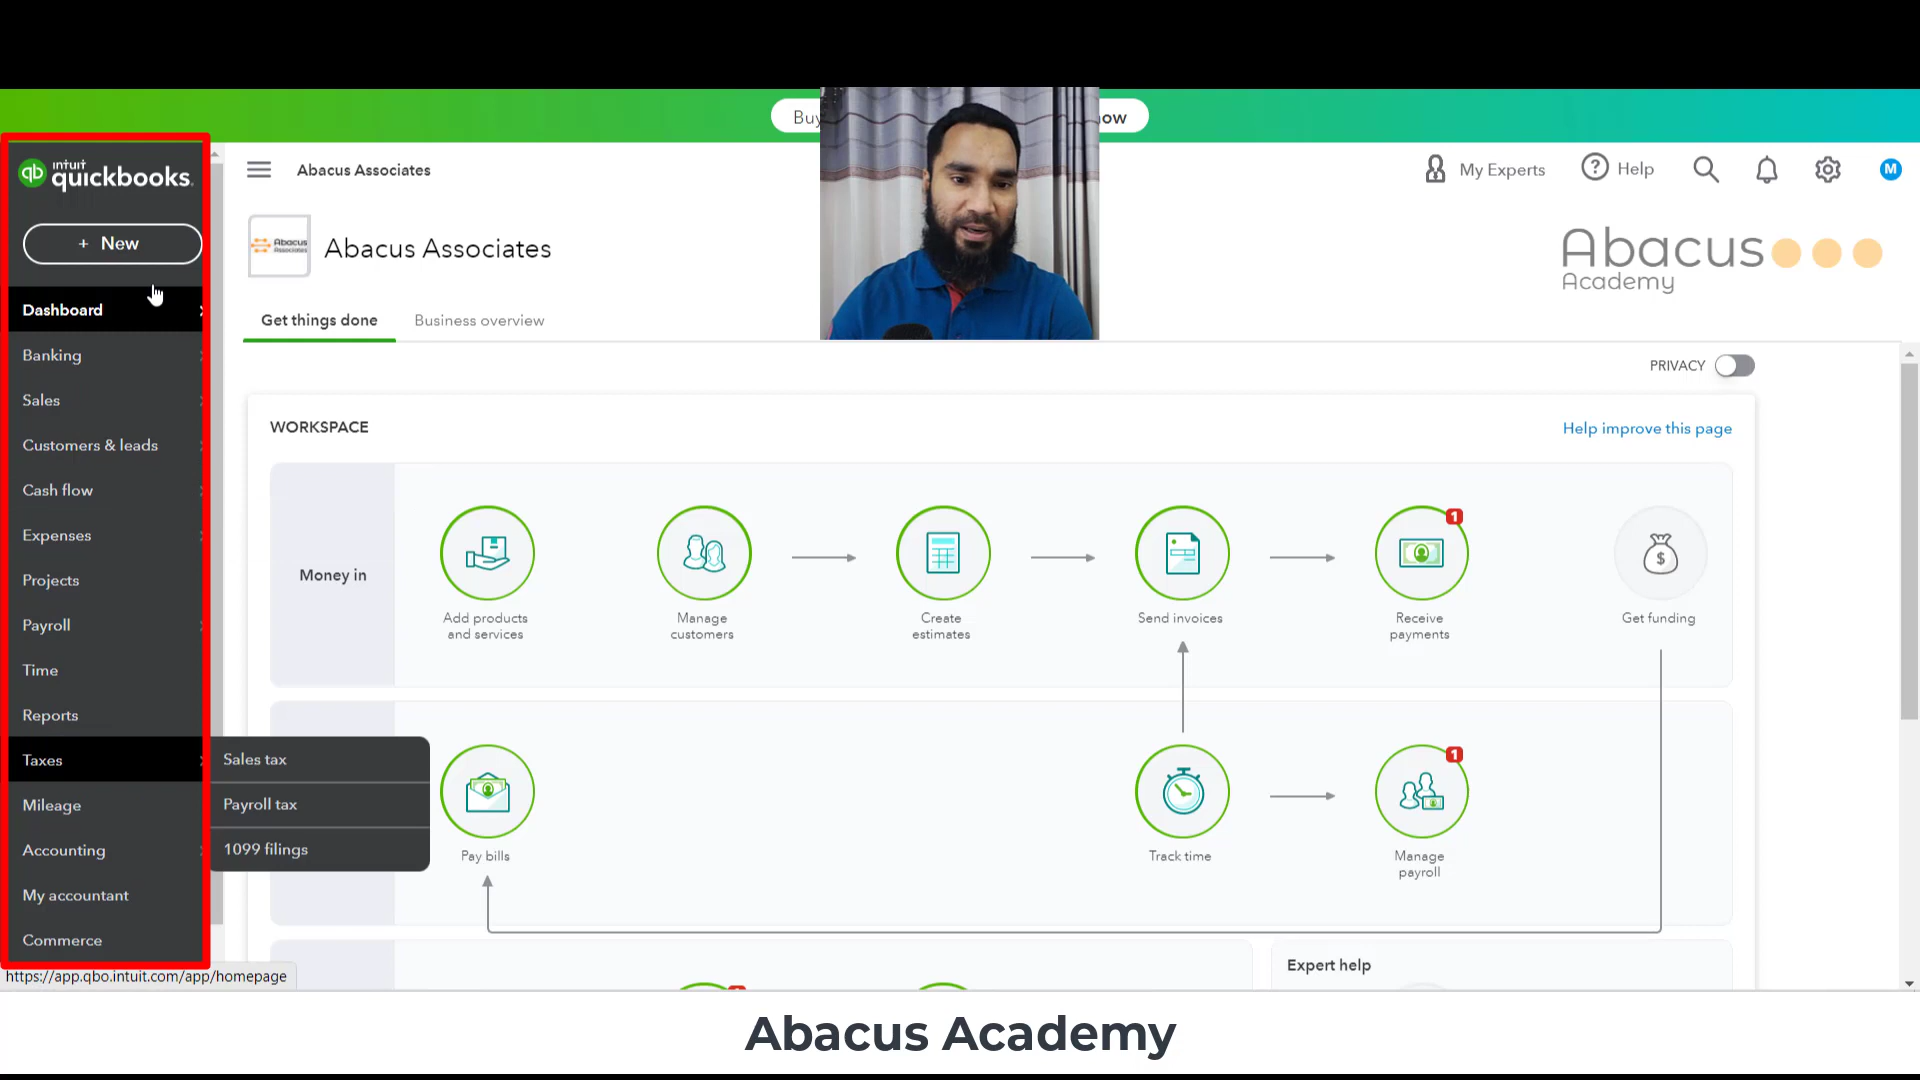 Buy
ow
intuit
quickbooks.
Abacus Associates
My Experts
Help
M
+ New
Abacus
Associates
Abacus Associates
Abacus
Academy
Dashboard
Get things done
Business overview
Banking
PRIVACY
Sales
Customers & leads
Cash flow
Expenses
Projects
Payroll
Time
Reports
Taxes
Mileage
Accounting
My accountant
Commerce
Sales tax
Payroll tax
1099 filings
WORKSPACE
Help improve this page
Money in
Add products
and services
Manage
customers
Create
estimates
Send invoices
1
Receive
payments
$
Get funding
Pay bills
Track time
1
Manage
payroll
Expert help
https://app.qbo.intuit.com/app/homepage
Abacus Academy